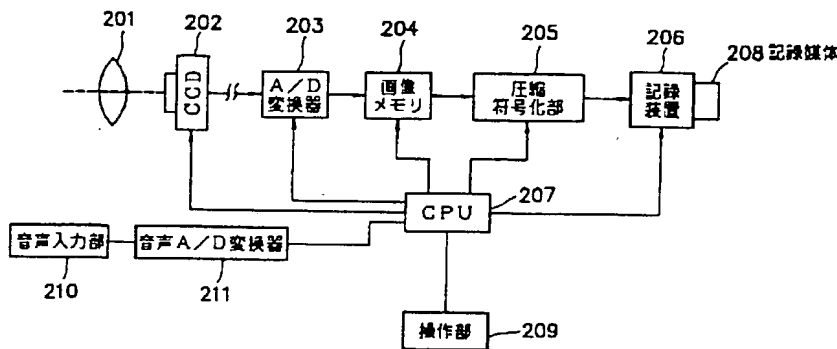 201
202
203
204
205
206
208 記録媒体
CCD
A/D
変換器
画像
メモリ
圧縮
符号化部
記録
装置
207
CPU
音声入力部
音声A/D変換器
210
211
操作部
209